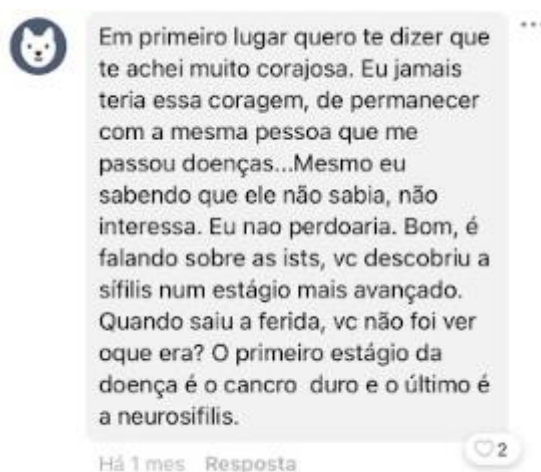 Em primeiro lugar quero te dizer que
te achei muito corajosa. Eu jamais
teria essa coragem, de permanecer
com a mesma pessoa que me
passou doenças...Mesmo eu
sabendo que ele não sabia, não
interessa. Eu nao perdoaria. Bom, é
falando sobre as ists, vc descobriu a
sífilis num estágio mais avançado.
Quando saiu a ferida, vc não foi ver
oque era? O primeiro estágio da
doença é o cancro duro e o último é
a neurosifilis.
2
Há 1 mes Resposta